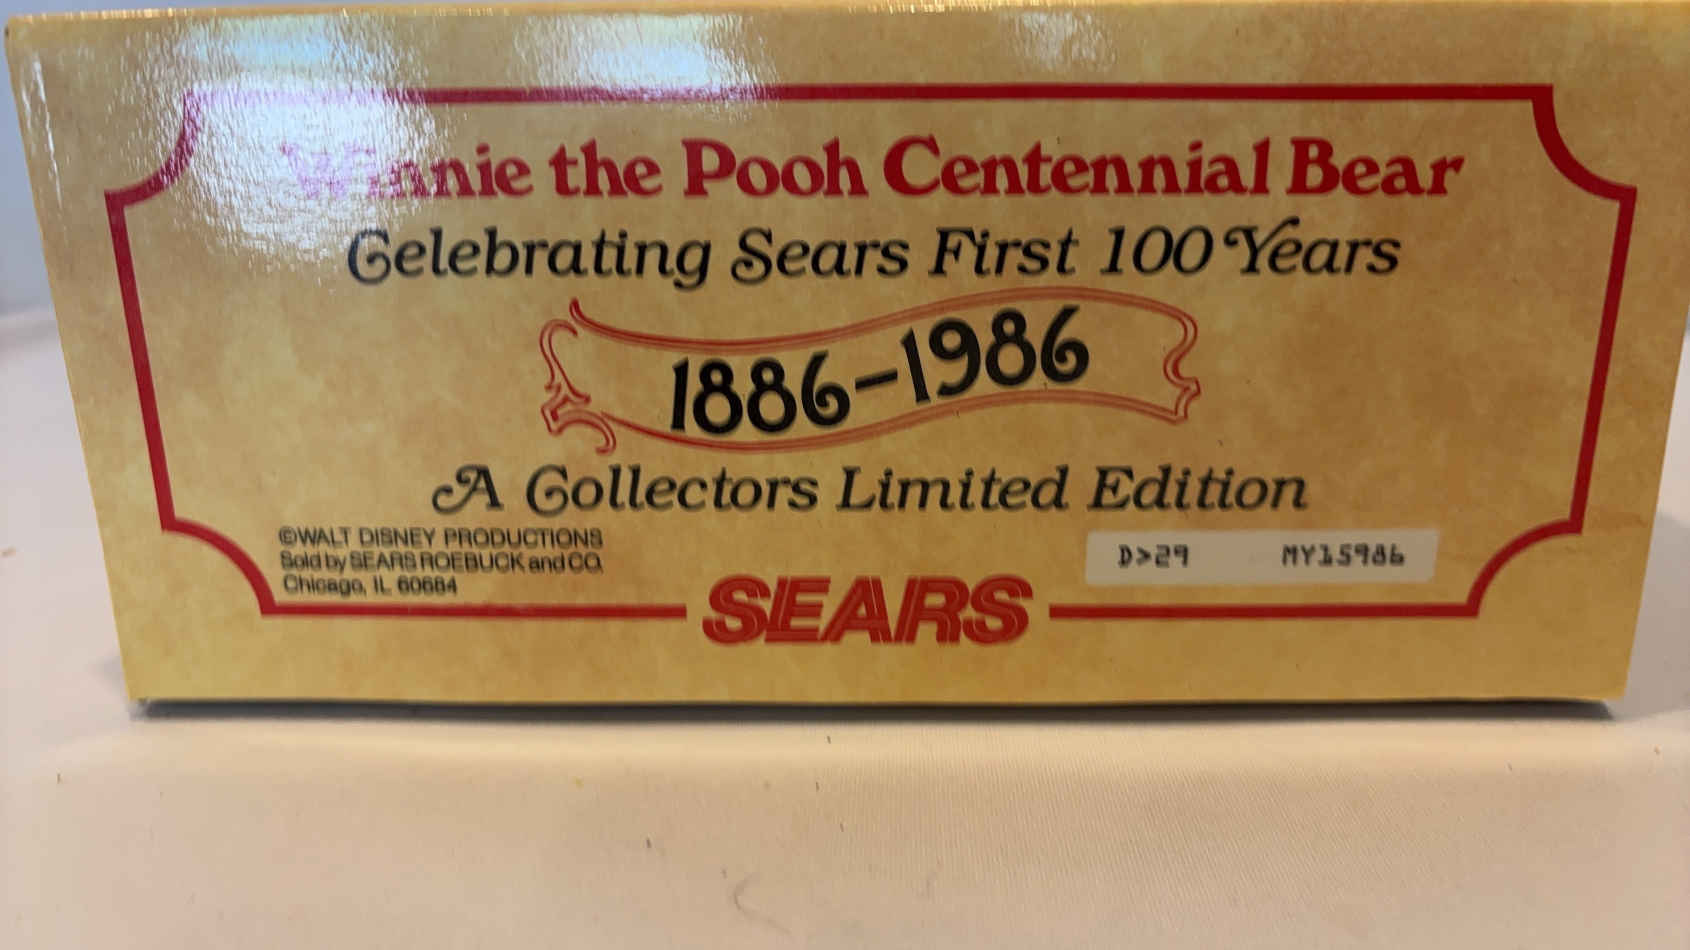 Winnie the Pooh Centennial Bear
Celebrating Sears First 100 Years
1886-1986
A Collectors Limited Edition
©WALT DISNEY PRODUCTIONS
Sold by SEARS ROEBUCK and CO.
Chicago, IL 60684
D>29 MY15986
SEARS